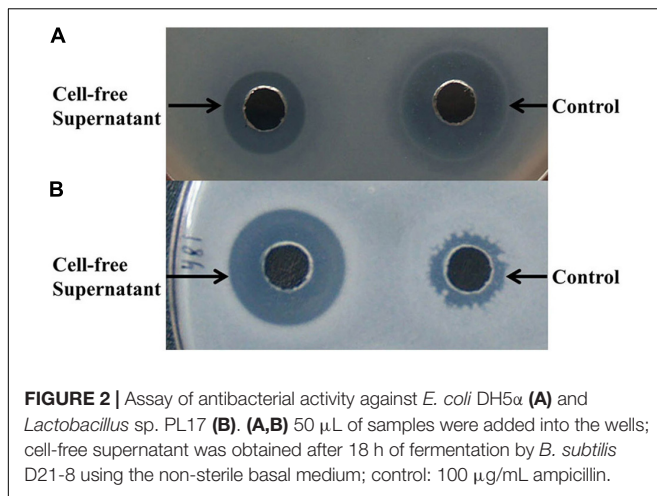 A
Cell-free
Supernatant
Control
B
Cell-free
Supernatant
Control
FIGURE 2 | Assay of antibacterial activity against E. coli DH5α (A) and
Lactobacillus sp. PL17 (B). (A,B) 50 μL of samples were added into the wells;
cell-free supernatant was obtained after 18 h of fermentation by B. subtilis
D21-8 using the non-sterile basal medium; control: 100 μg/mL ampicillin.